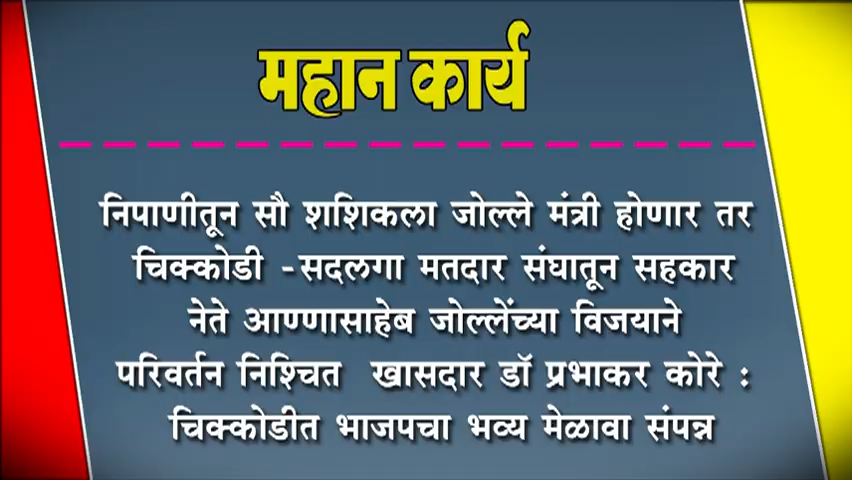 महान कार्य
निपाणीतून सौ शशिकला जोल्ले मंत्री होणार तर
चिक्कोडी -सदलगा मतदार संघातून सहकार
नेते आण्णासाहेब जोल्लेंच्या विजयाने
परिवर्तन निश्चित खासदार डॉ प्रभाकर कोरे :
चिक्कोडीत भाजपचा भव्य मेळावा संपन्न